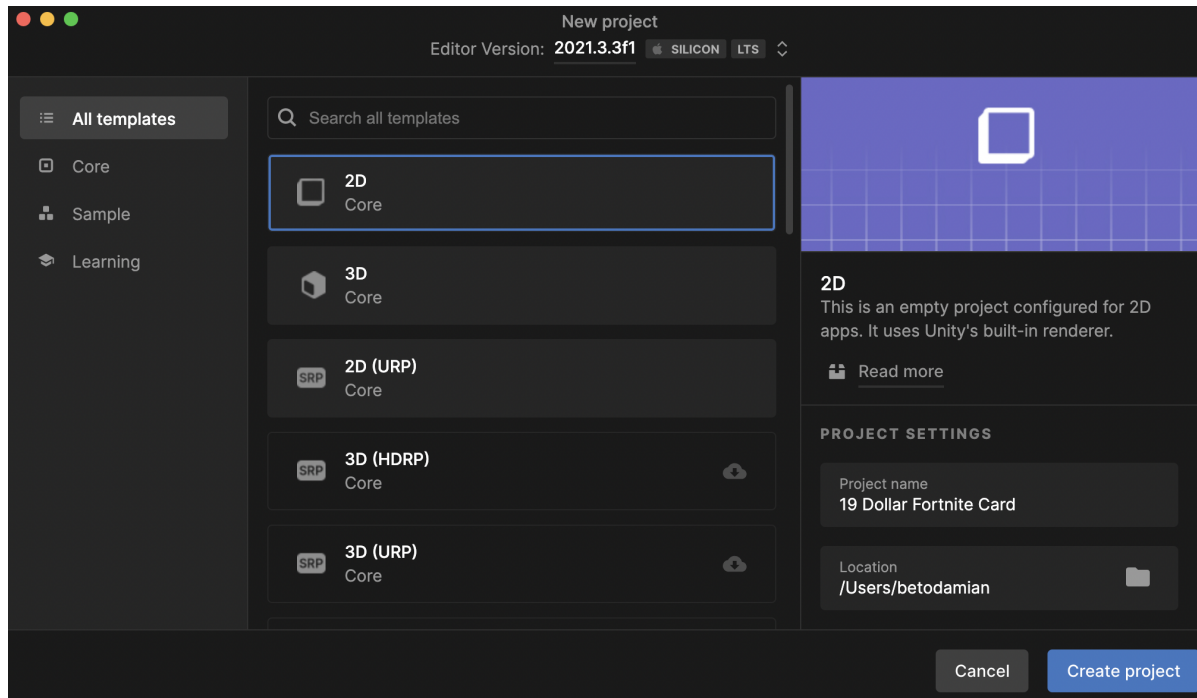 New project
Editor Version: 2021.3.3f1 SILICON LTS
All templates
Core
Sample
Learning
Search all templates
2D
Core
3D
Core
SRP
2D (URP)
Core
SRP
3D (HDRP)
Core
SRP
3D (URP)
Core
2D
This is an empty project configured for 2D
apps. It uses Unity's built-in renderer.
Read more
PROJECT SETTINGS
Project name
19 Dollar Fortnite Card
Location
/Users/betodamian
Cancel
Create project